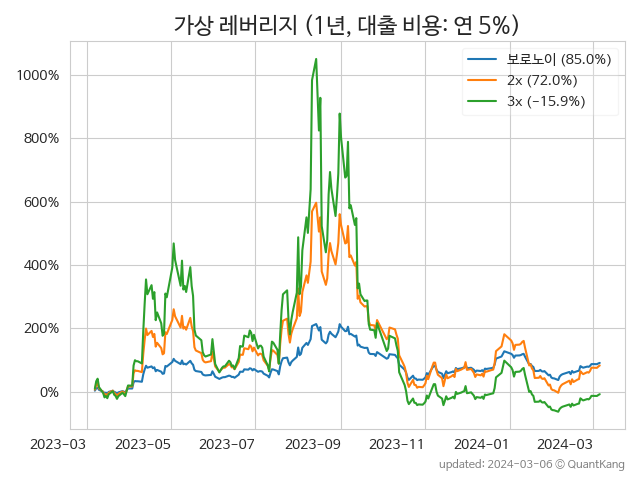 가상 레버리지 (1년, 대출 비용: 연 5%)
보로노이 (85.0%)
2x (72.0%)
3x (-15.9%)
1000%
800%
600%
400%
200%
0%
2023-03 2023-05 2023-07 2023-09 2023-11 2024-01 2024-03
updated: 2024-03-06 © QuantKang